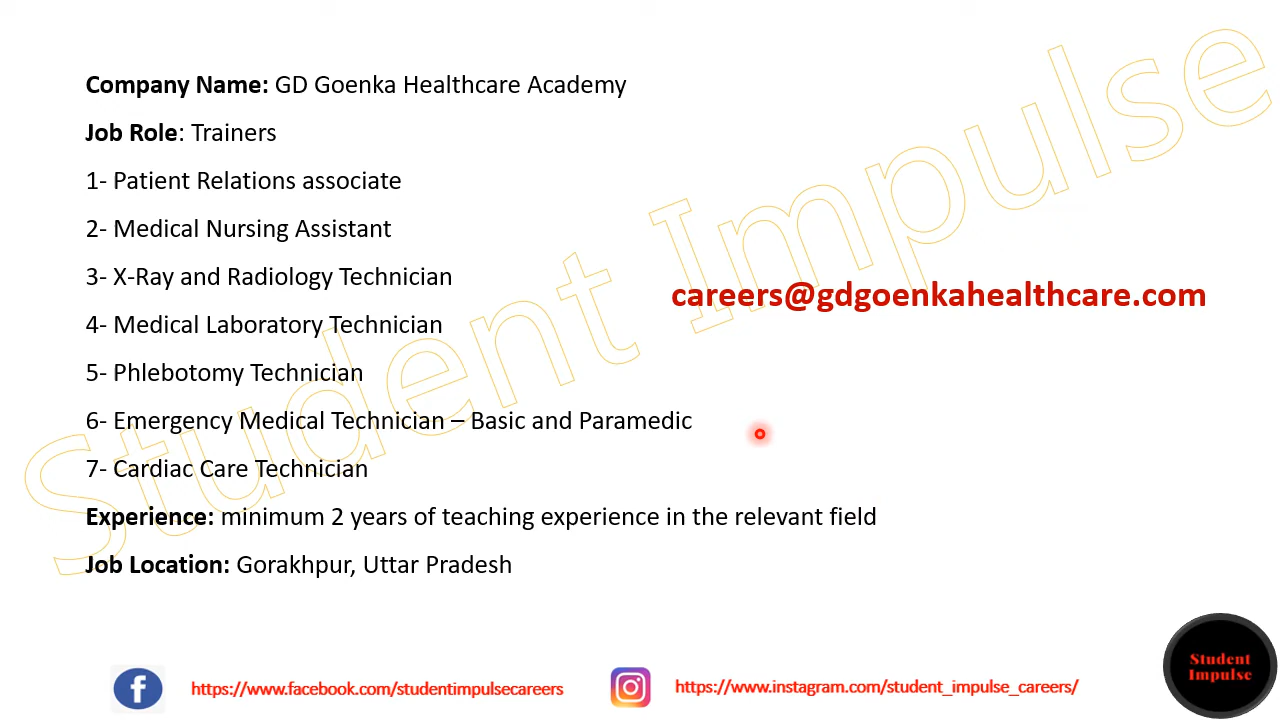 Company Name: GD Goenka Healthcare Academy
Job Role: Trainers
1- Patient Relations associate
2- Medical Nursing Assistant
3- X-Ray and Radiology Technician
4- Medical Laboratory Technician
5- Phlebotomy Technician
6- Emergency Medical Technician – Basic and Paramedic
7- Cardiac Care Technician
Experience: minimum 2 years of teaching experience in the relevant field
Job Location: Gorakhpur, Uttar Pradesh
careers@gdgoenkahealthcare.com
Student Impulse
https://www.facebook.com/studentimpulsecareers
https://www.instagram.com/student_impulse_careers/
Student
Impulse